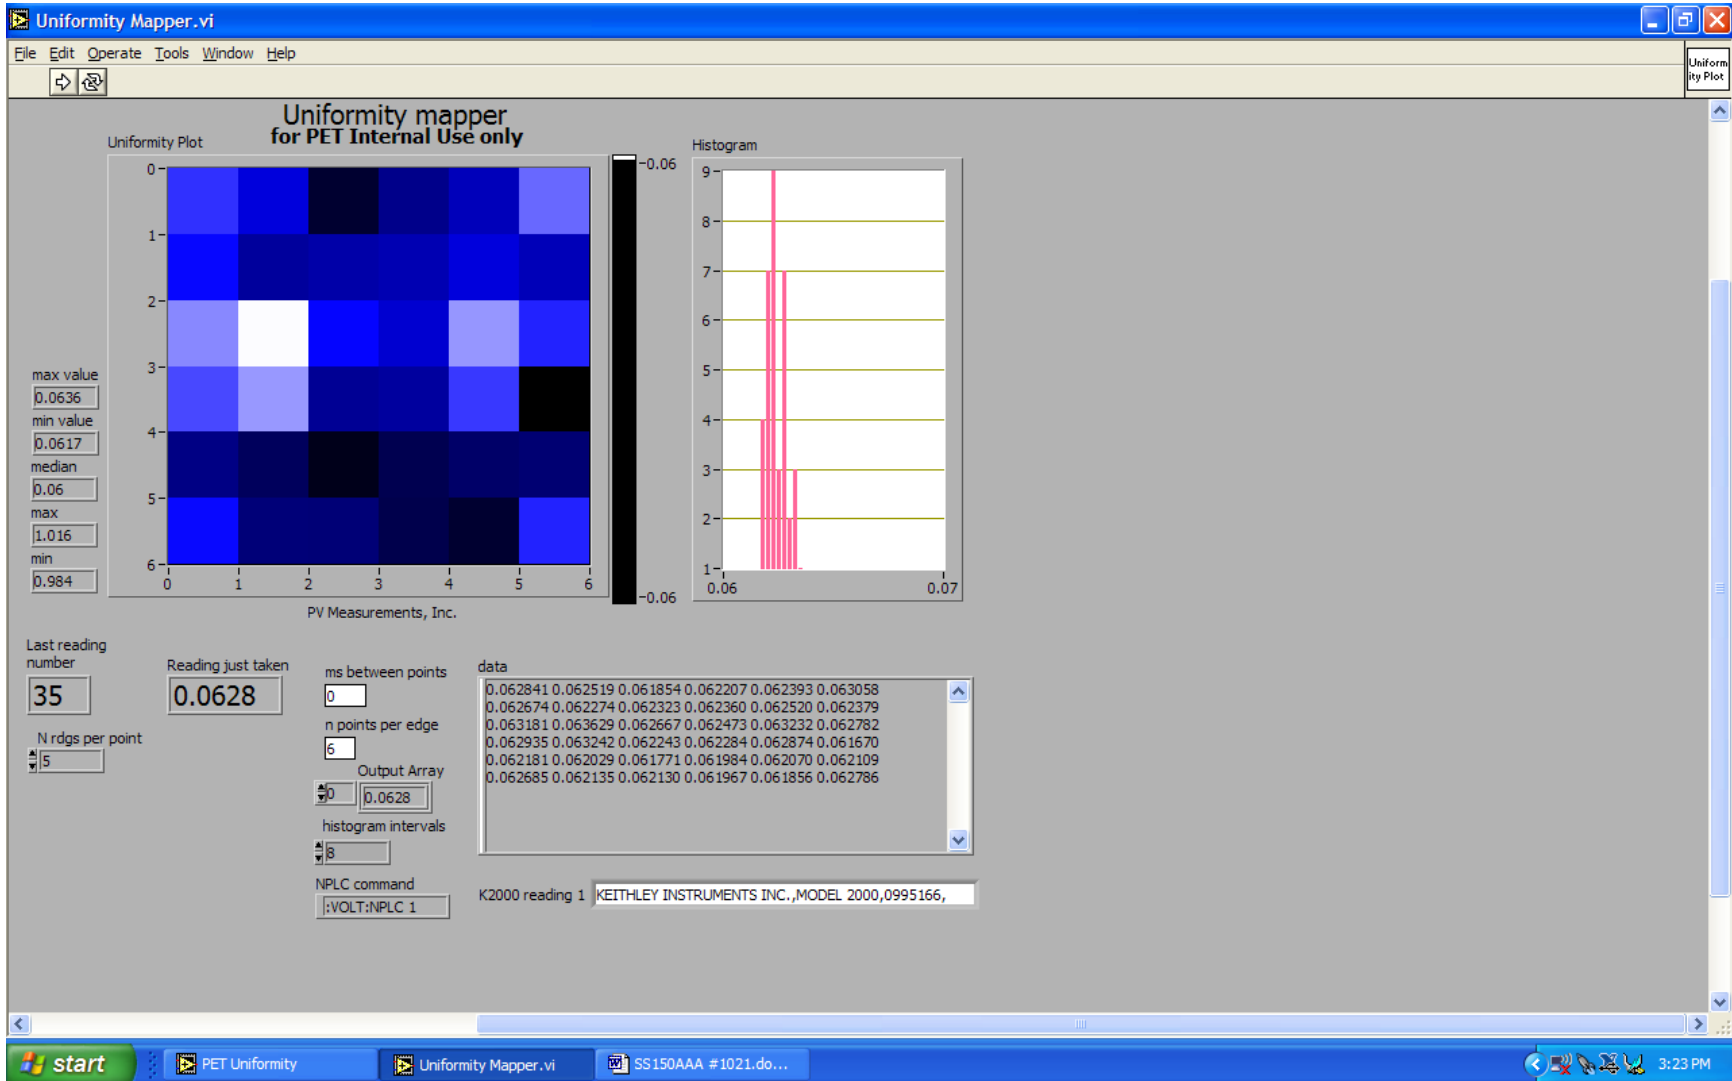 Uniformity Mapper.vi
File Edit Operate Tools Window Help
Uniform
ity Plot
Uniformity mapper
for PET Internal Use only
Uniformity Plot
0
1
2
3
4
5
6
0 1 2 3 4 5 6
PV Measurements, Inc.
-0.06
-0.06
Histogram
9
8
7
6
5
4
3
2
1
0.06 0.07
max value
0.0636
min value
0.0617
median
0.06
max
1.016
min
0.984
Last reading
number
35
Reading just taken
0.0628
N rdgs per point
5
ms between points
0
n points per edge
6
Output Array
0 0.0628
histogram intervals
8
NPLC command
:VOLT:NPLC 1
data
0.062841 0.062519 0.061854 0.062207 0.062393 0.063058
0.062674 0.062274 0.062323 0.062360 0.062520 0.062379
0.063181 0.063629 0.062667 0.062473 0.063232 0.062782
0.062935 0.063242 0.062243 0.062284 0.062874 0.061670
0.062181 0.062029 0.061771 0.061984 0.062070 0.062109
0.062685 0.062135 0.062130 0.061967 0.061856 0.062786
K2000 reading 1 KEITHLEY INSTRUMENTS INC.,MODEL 2000,0995166,
start PET Uniformity Uniformity Mapper.vi SS150AAA #1021.do... 3:23 PM